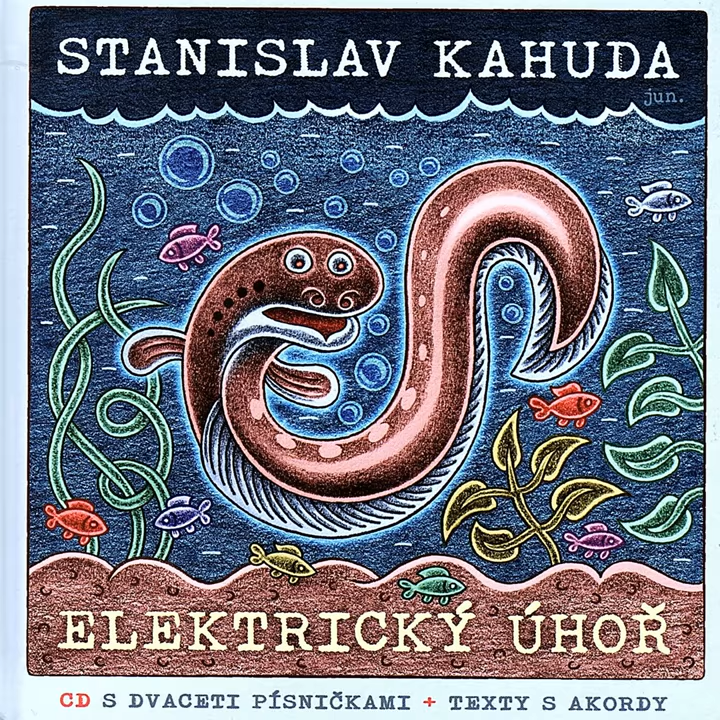 STANISLAV KAHUDA
jun.
ELEKTRICKÝ ÚHOŘ
CD S DVACETI PÍSNIČKAMI + TEXTY S AKORDY